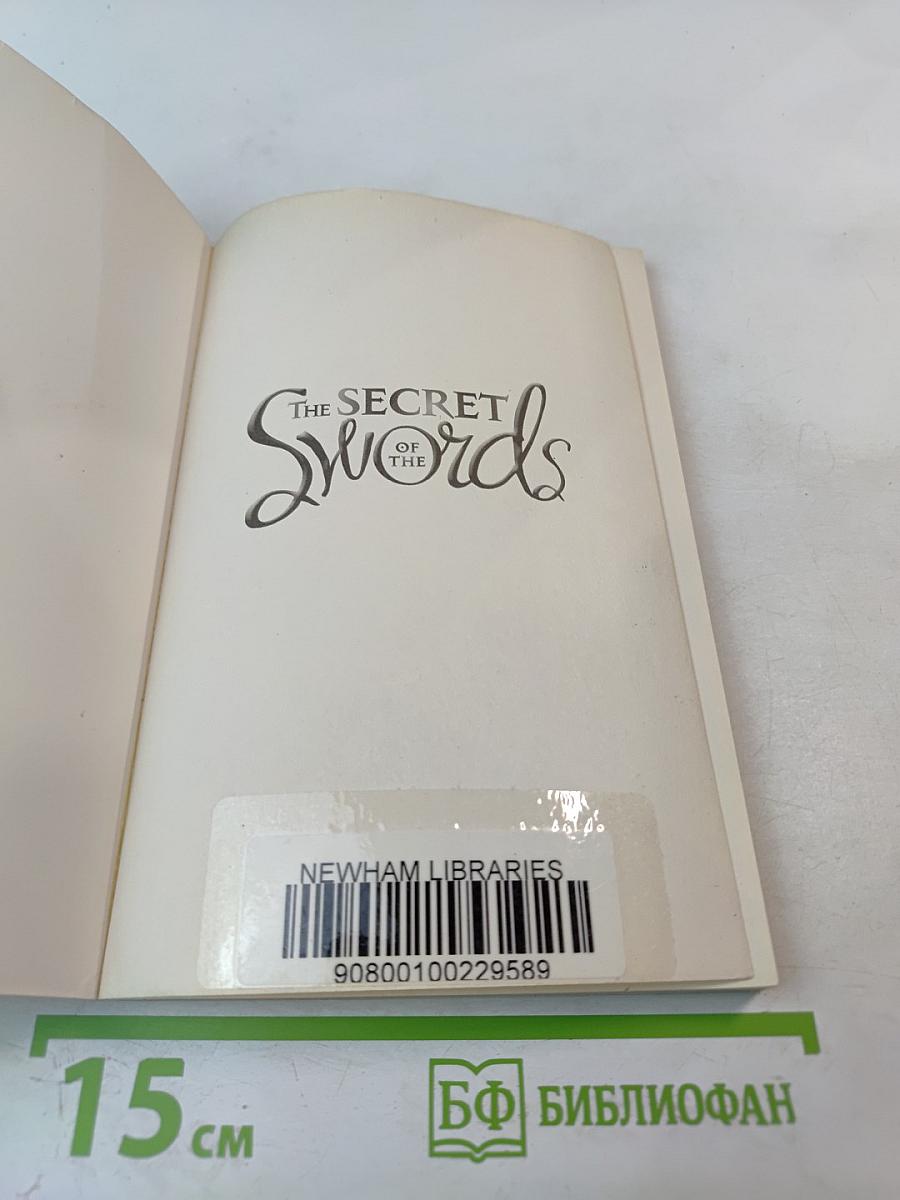 THE SECRET
OF THE
Swords
NEWHAM LIBRARIES
90800100229589
15 см
БФ БИБЛИОФАН